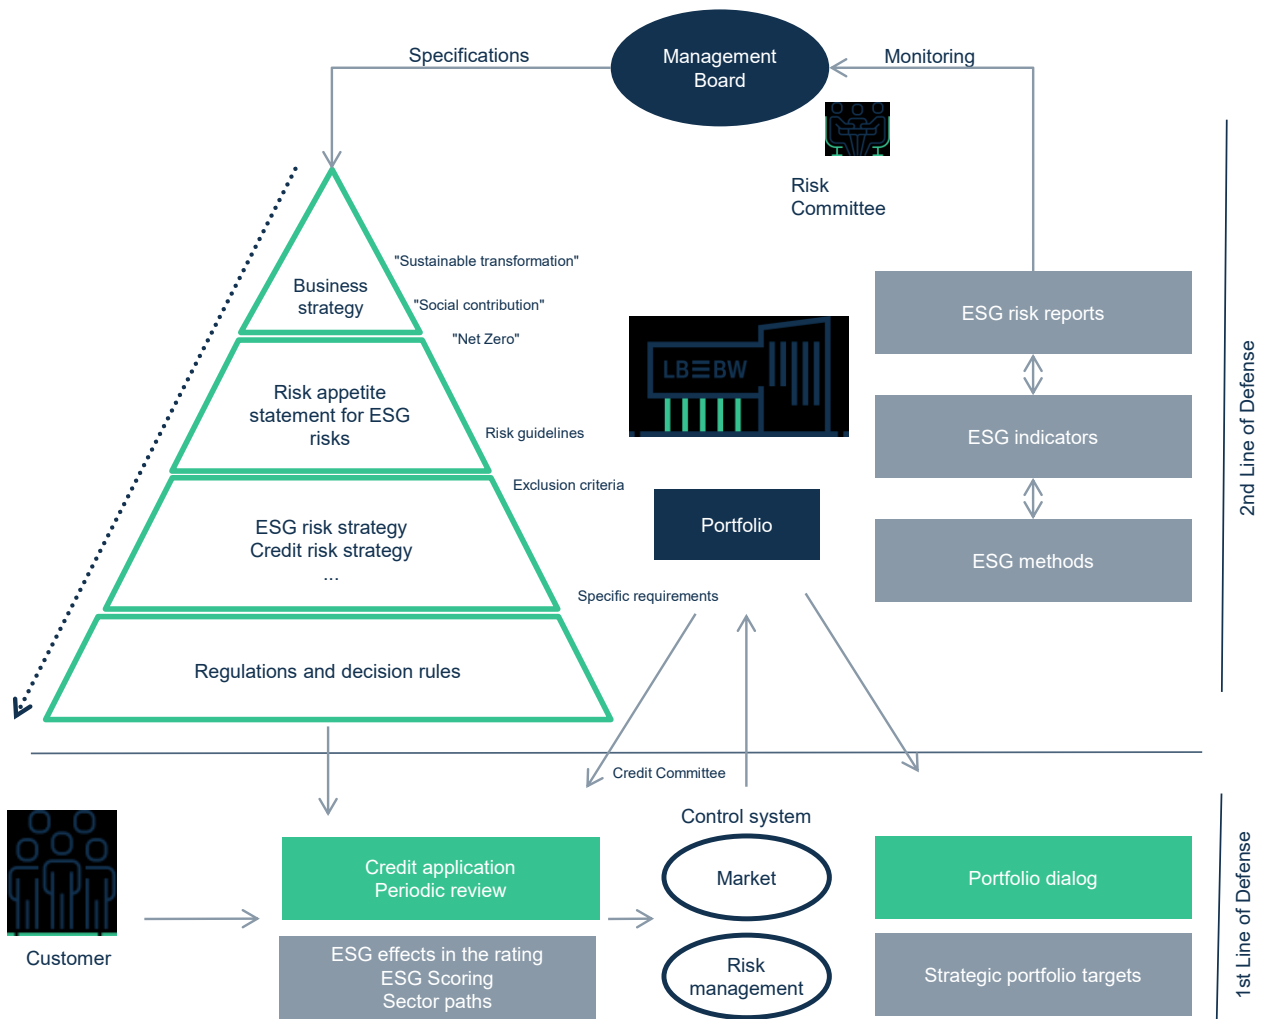 Specifications
Management
Board
Monitoring
Risk
Committee
Business
strategy
"Sustainable transformation"
"Social contribution"
"Net Zero"
Risk appetite
statement for ESG
risks
Risk guidelines
Exclusion criteria
ESG risk strategy
Credit risk strategy
...
Specific requirements
Regulations and decision rules
LB≡BW
Portfolio
ESG risk reports
ESG indicators
ESG methods
2nd Line of Defense
Credit Committee
Control system
Customer
Credit application
Periodic review
ESG effects in the rating
ESG Scoring
Sector paths
Market
Risk
management
Portfolio dialog
Strategic portfolio targets
1st Line of Defense